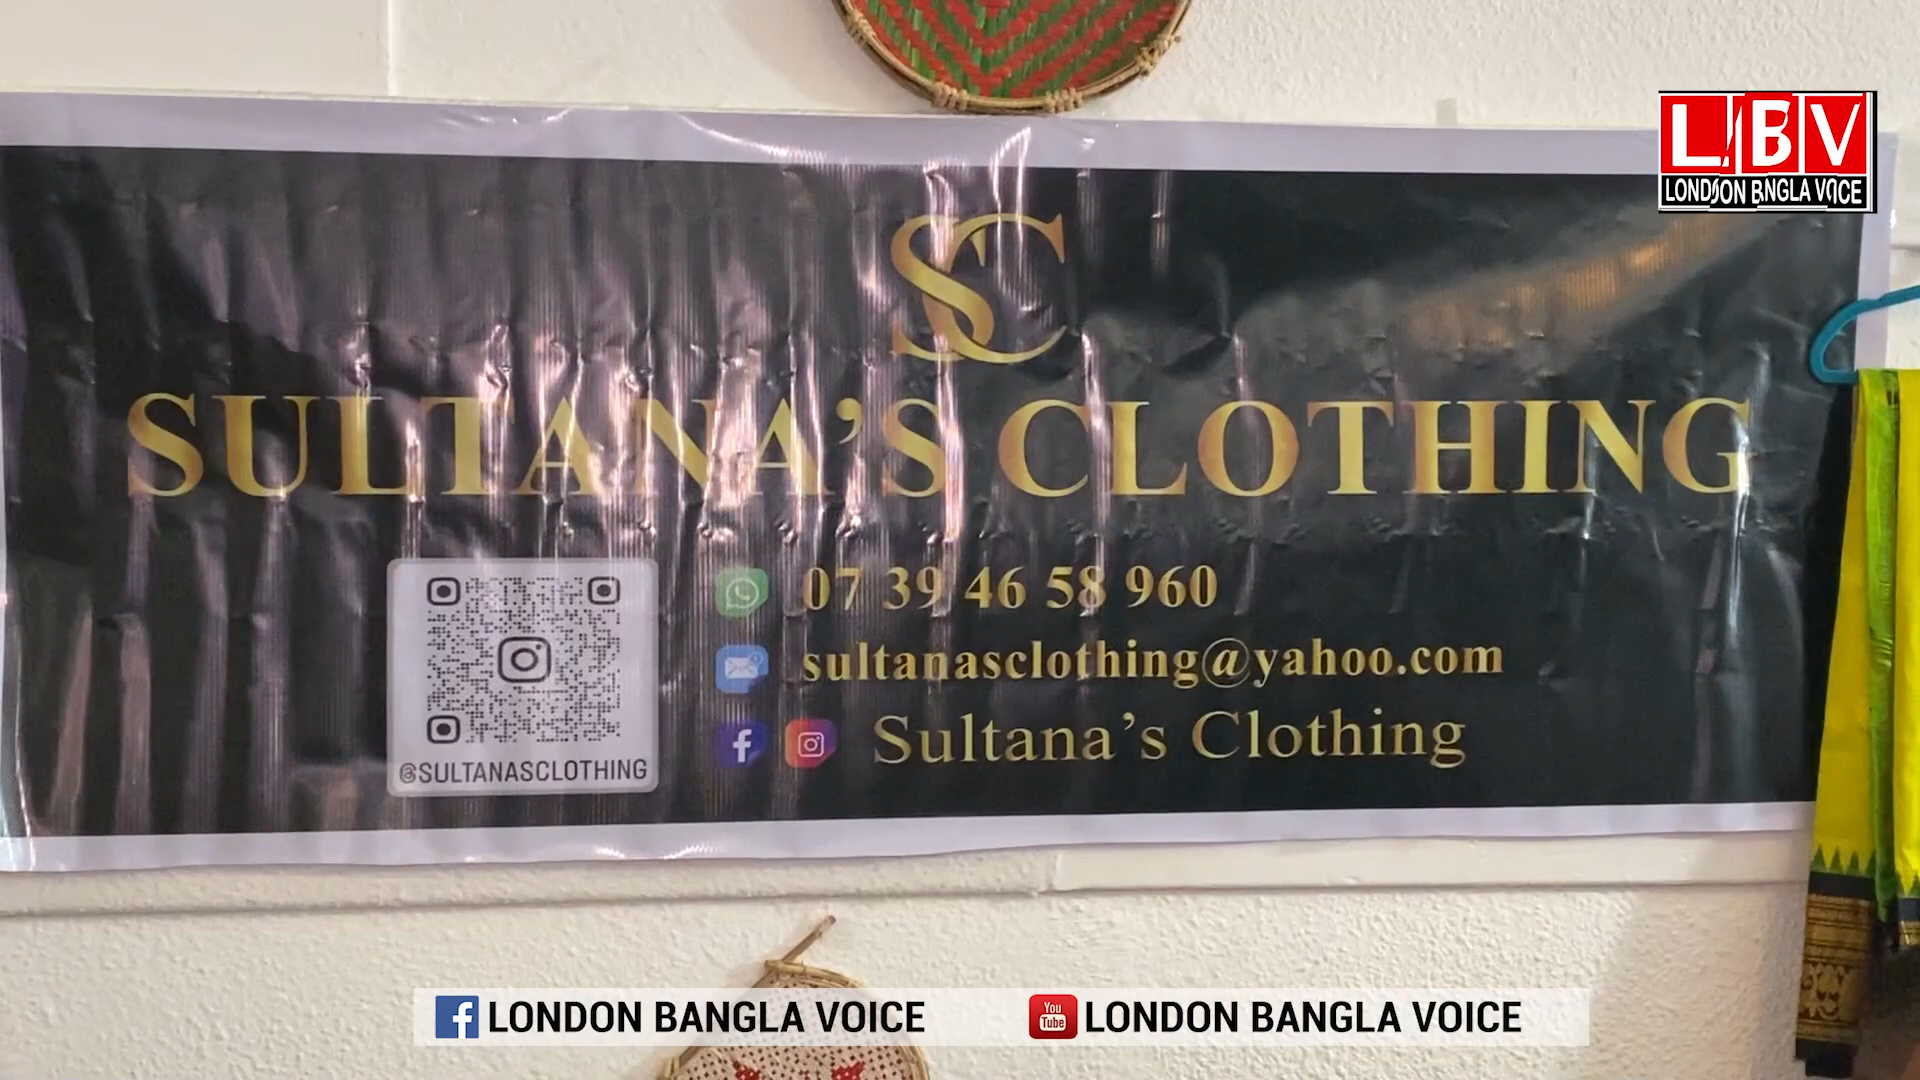 LBV
LONDON BANGLA VOICE
SC
SULTANA'S CLOTHING
07 39 46 58 960
sultanasclothing@yahoo.com
Sultana's Clothing
@SULTANASCLOTHING
LONDON BANGLA VOICE
You Tube
LONDON BANGLA VOICE